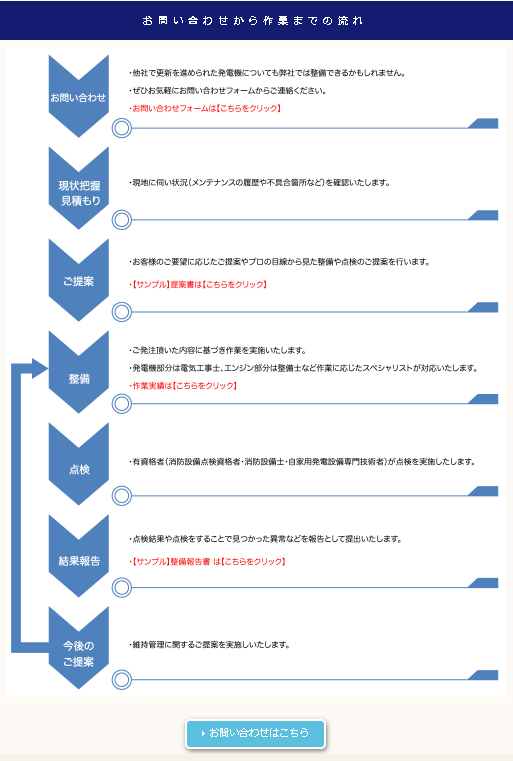 お問い合わせから作業までの流れ
お問い合わせ
・他社で更新を進められた発電機についても弊社では整備できるかもしれません。
・ぜひお気軽にお問い合わせフォームからご連絡ください。
・お問い合わせフォームは【こちらをクリック】
現状把握
見積もり
・現地に伺い状況（メンテナンスの履歴や不具合箇所など）を確認いたします。
ご提案
・お客様のご要望に応じたご提案やプロの目線から見た整備や点検のご提案を行います。
・【サンプル】提案書は【こちらをクリック】
整備
・ご発注頂いた内容に基づき作業を実施いたします。
・発電機部分は電気工事士、エンジン部分は整備士など作業に応じたスペシャリストが対応いたします。
・作業実績は【こちらをクリック】
点検
・有資格者（消防設備点検資格者・消防設備士・自家用発電設備専門技術者）が点検を実施したします。
結果報告
・点検結果や点検をすることで見つかった異常などを報告として提出いたします。
・【サンプル】整備報告書 は【こちらをクリック】
今後の
ご提案
・維持管理に関するご提案を実施しいたします。
お問い合わせはこちら